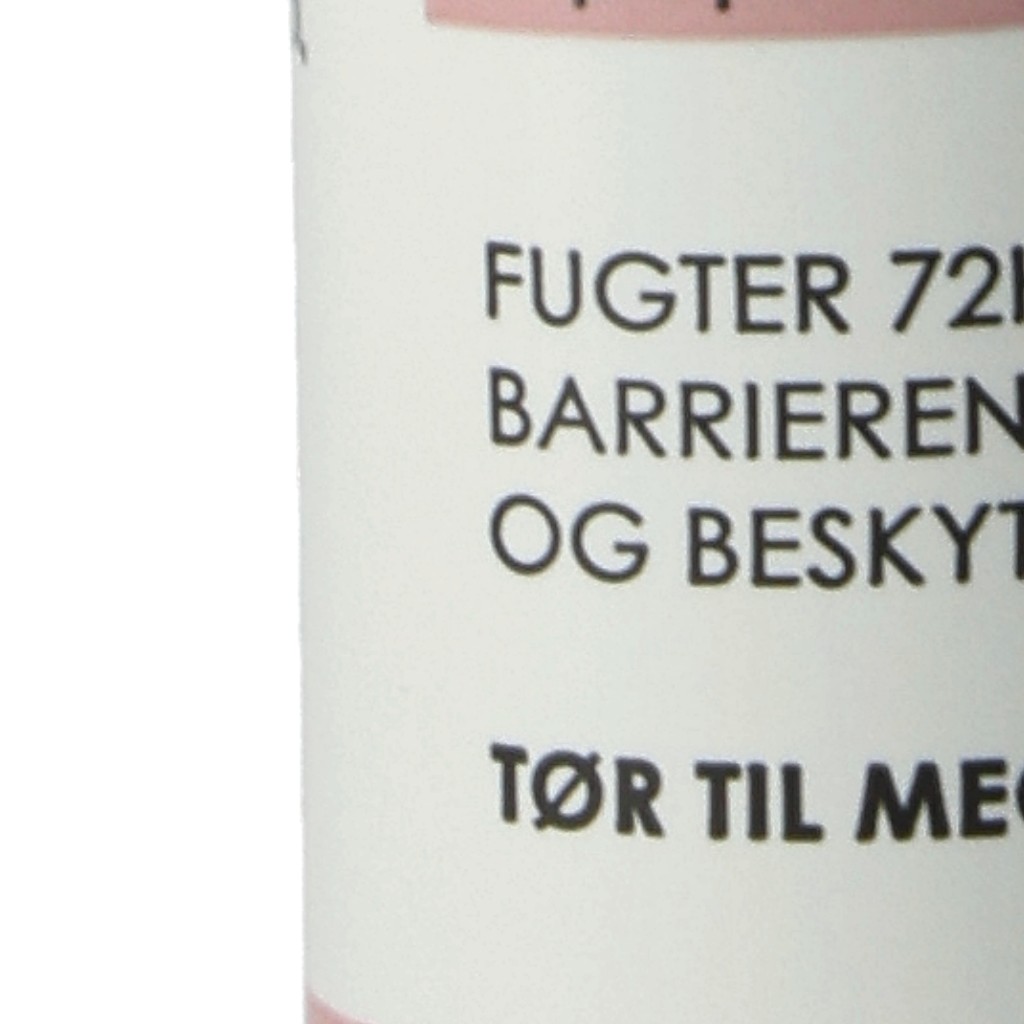 FUGTER 72
BARRIEREN
OG BESKYT
TØR TIL ME